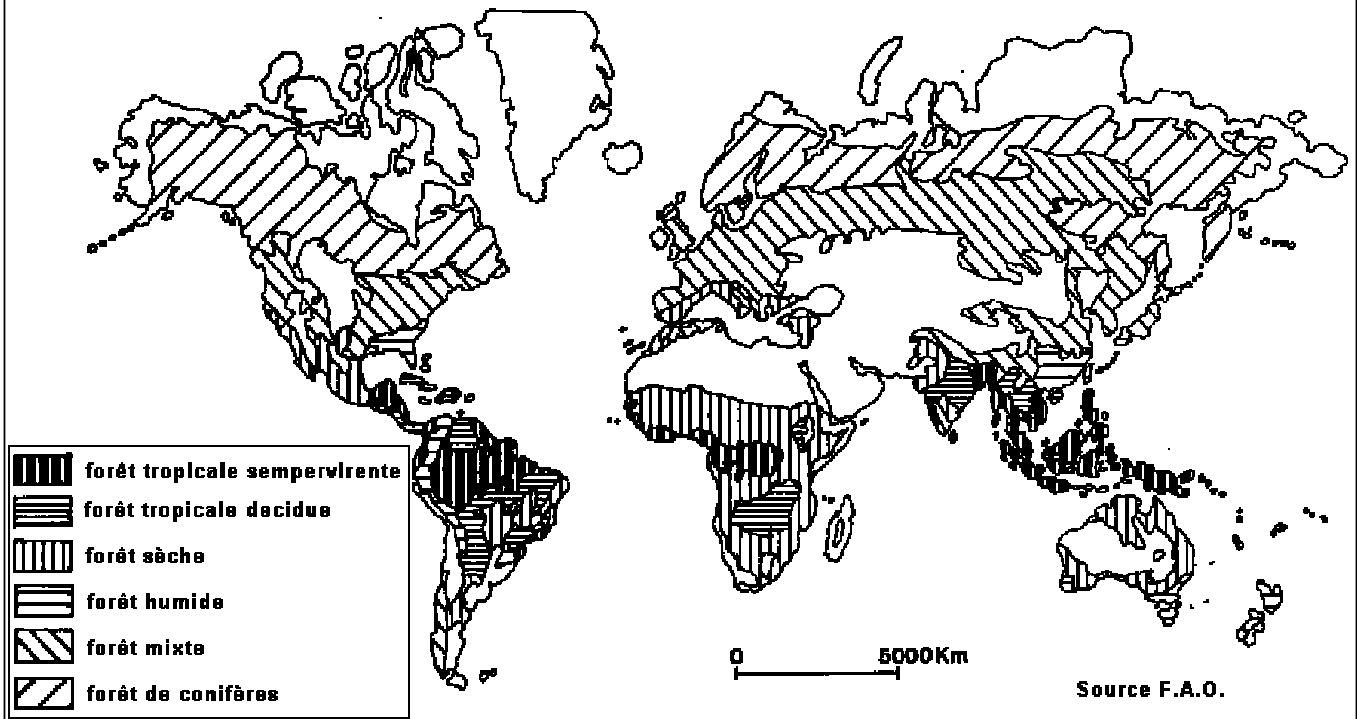 forêt tropicale sempervirente
forêt tropicale decidue
forêt sèche
forêt humide
forêt mixte
forêt de conifères
0 5000Km
Source F.A.O.